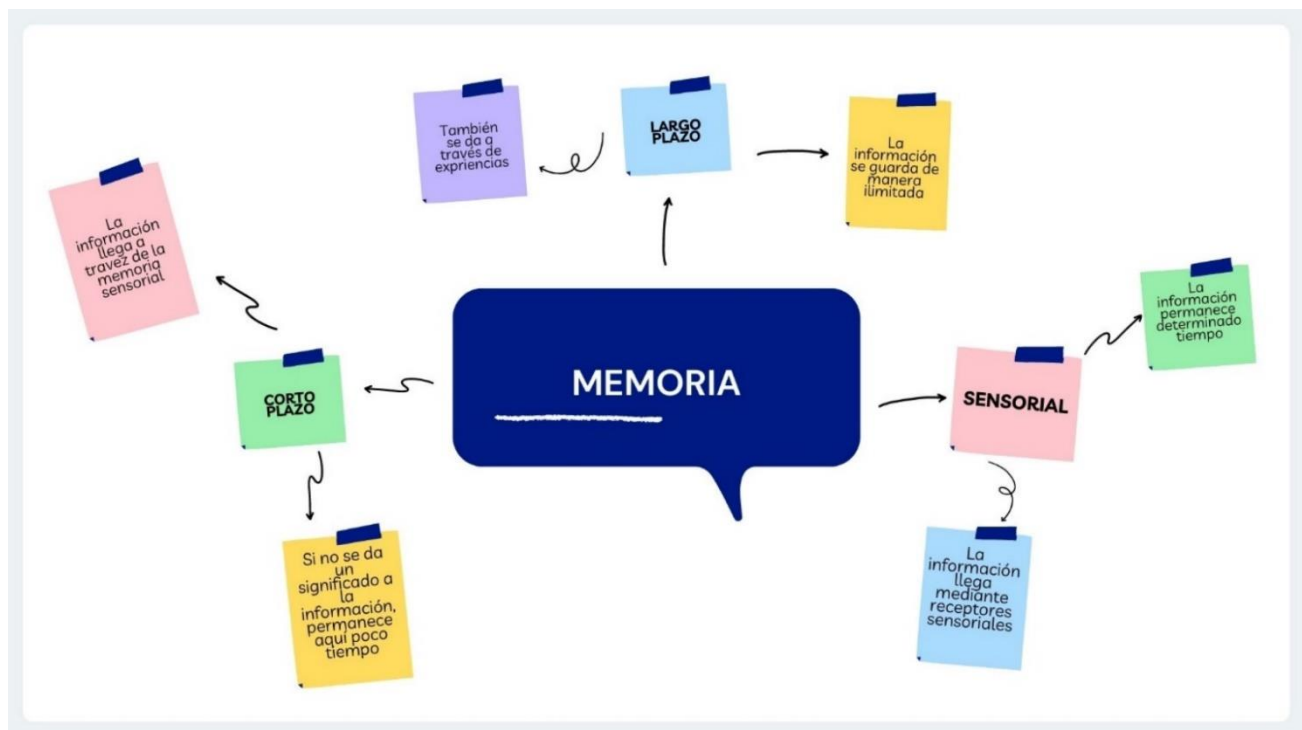 También
se da a
través de
expriencias
LARGO
PLAZO
La
información
se guarda de
manera
ilimitada
La
información
llega a
travez de la
memoria
sensorial
La
información
permanece
determinado
tiempo
MEMORIA
CORTO
PLAZO
SENSORIAL
Si no se da
un
significado a
la
información,
permanece
aquí poco
tiempo
La
información
llega
mediante
receptores
sensoriales